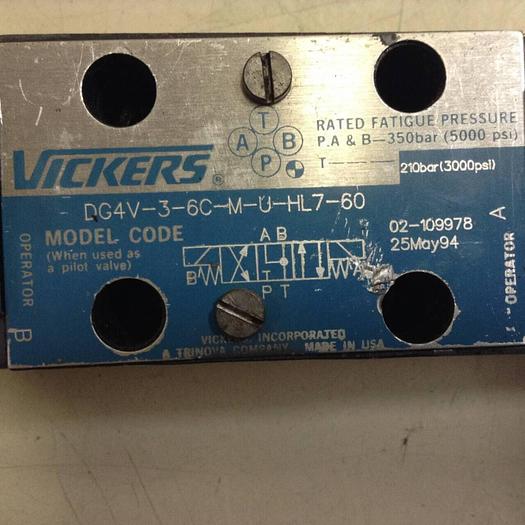 T
A B
P
RATED FATIGUE PRESSURE
P.A & B—350bar (5000 psi)
T————— 210bar(3000psi)
VICKERS®
DG4V-3-6C-M-U-HL7-60
MODEL CODE
(When used as
a pilot valve)
02-109978
25May94
A B
B
T
P T
OPERATOR B
OPERATOR A
INCORPORATED
A TRINOVA COMPANY MADE IN USA